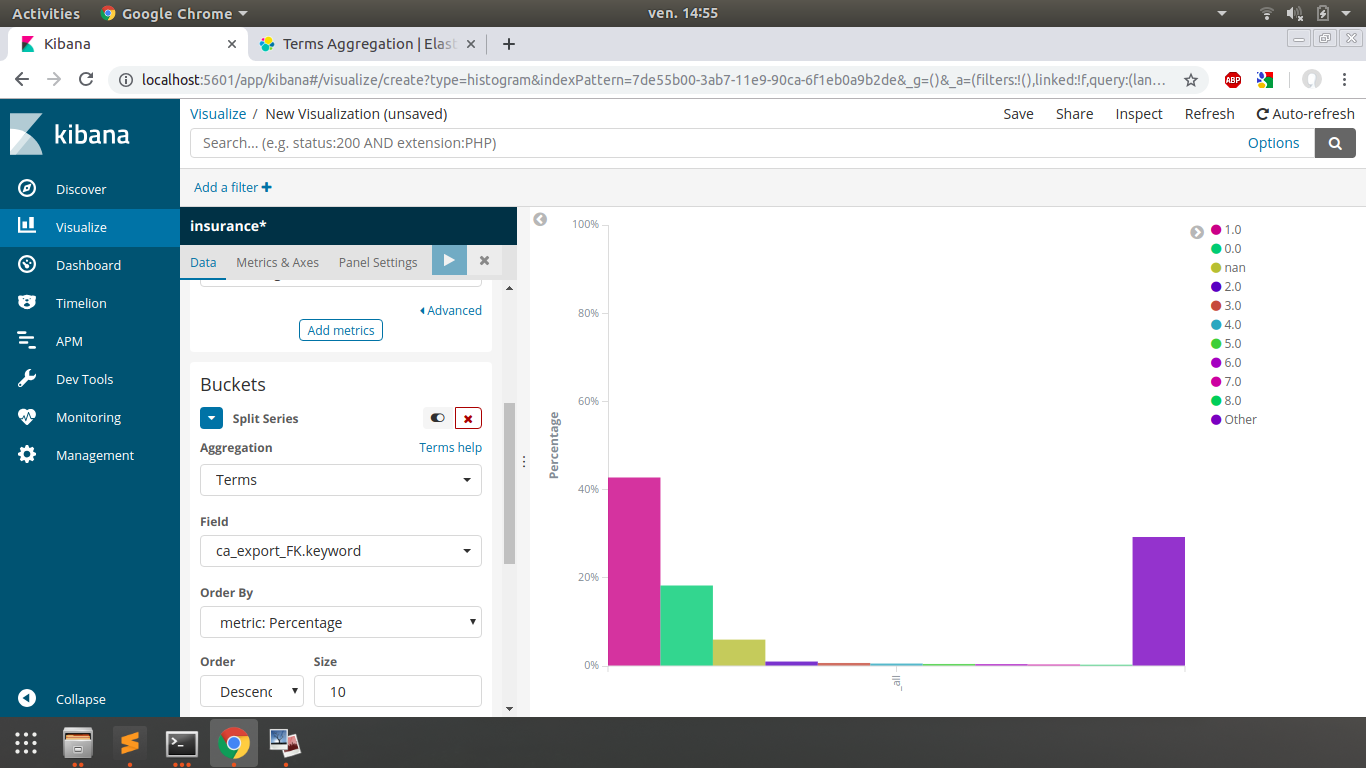 Activities Google Chrome ven. 14:55
Kibana Terms Aggregation | Elast
localhost:5601/app/kibana#/visualize/create?type=histogram&indexPattern=7de55b00-3ab7-11e9-90ca-6f1eb0a9b2de&_g=()&_a=(filters:!(),linked:!f,query:(lan... ABP
kibana
Discover
Visualize
Dashboard
Timelion
APM
Dev Tools
Monitoring
Management
Collapse
Visualize / New Visualization (unsaved) Save Share Inspect Refresh Auto-refresh
Search... (e.g. status:200 AND extension:PHP) Options
Add a filter
insurance*
Data Metrics & Axes Panel Settings
Advanced
Add metrics
Buckets
Split Series
Aggregation Terms help
Terms
Field
ca_export_FK.keyword
Order By
metric: Percentage
Order Size
Descenc 10
100%
80%
60%
40%
20%
0%
Percentage
_all
1.0
0.0
nan
2.0
3.0
4.0
5.0
6.0
7.0
8.0
Other